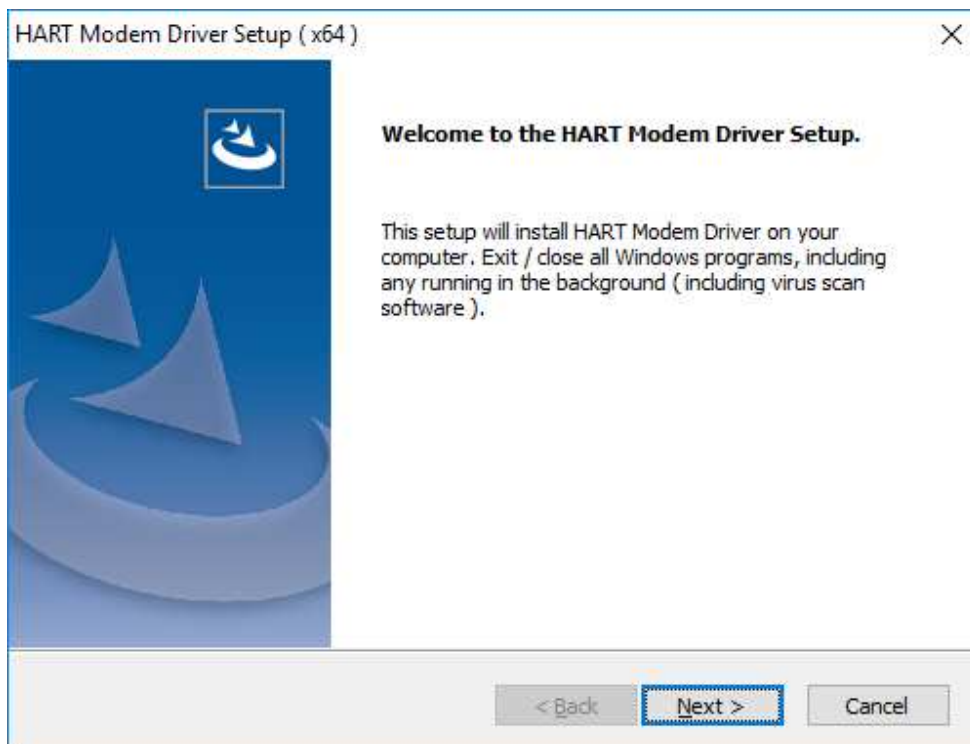 HART Modem Driver Setup ( x64 )
Welcome to the HART Modem Driver Setup.
This setup will install HART Modem Driver on your
computer. Exit / close all Windows programs, including
any running in the background ( including virus scan
software ).
< Back
Next >
Cancel